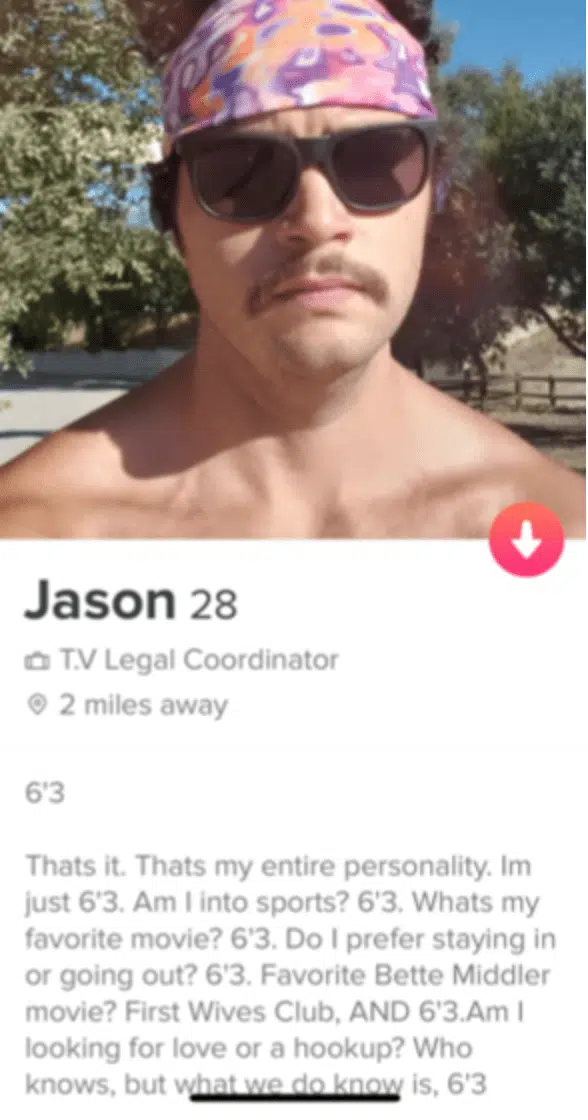 Jason 28
T.V Legal Coordinator
2 miles away
6'3
Thats it. Thats my entire personality. Im
just 6'3. Am I into sports? 6'3. Whats my
favorite movie? 6'3. Do I prefer staying in
or going out? 6'3. Favorite Bette Middler
movie? First Wives Club, AND 6'3.Am I
looking for love or a hookup? Who
knows, but what we do know is, 6'3